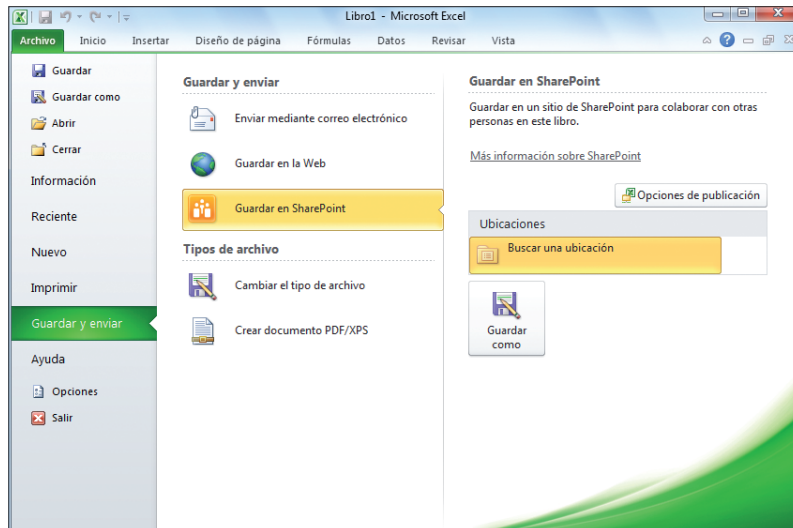 Libro1 - Microsoft Excel
Archivo Inicio Insertar Diseño de página Fórmulas Datos Revisar Vista
Guardar
Guardar como
Abrir
Cerrar
Información
Reciente
Nuevo
Imprimir
Guardar y enviar
Ayuda
Opciones
Salir
Guardar y enviar
Enviar mediante correo electrónico
Guardar en la Web
Guardar en SharePoint
Tipos de archivo
Cambiar el tipo de archivo
Crear documento PDF/XPS
Guardar en SharePoint
Guardar en un sitio de SharePoint para colaborar con otras
personas en este libro.
Más información sobre SharePoint
Opciones de publicación
Ubicaciones
Buscar una ubicación
Guardar
como